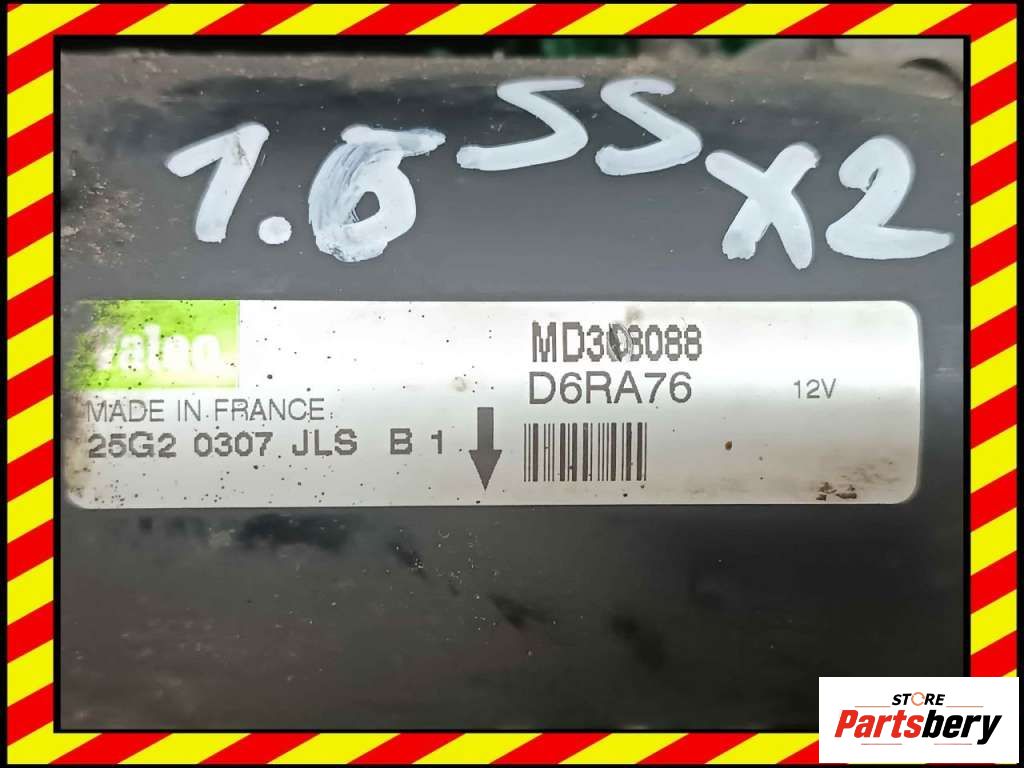 1.6 SS X2
valeo
MD308088
D6RA76
12V
MADE IN FRANCE
25G2 0307 JLS B 1
STORE
Partsbery